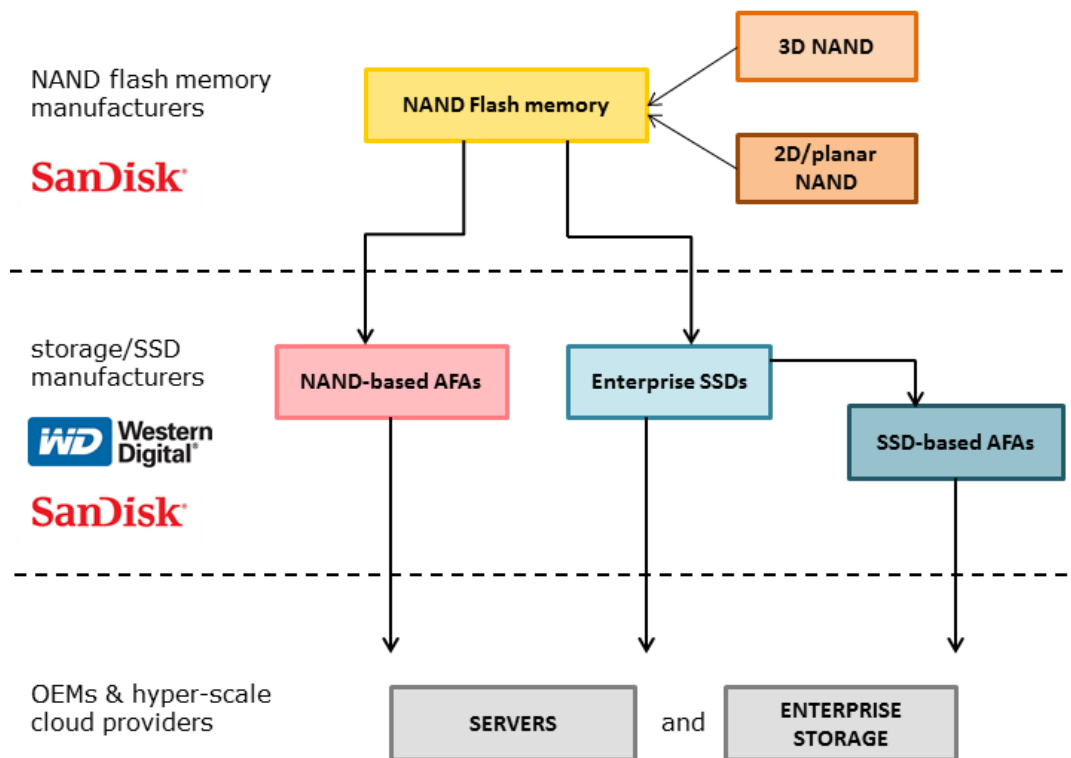 3D NAND
NAND flash memory
manufacturers
NAND Flash memory
SanDisk®
2D/planar
NAND
storage/SSD
manufacturers
NAND-based AFAs
Enterprise SSDs
WD Western
Digital®
SSD-based AFAs
SanDisk®
OEMs & hyper-scale
cloud providers
SERVERS
and
ENTERPRISE
STORAGE